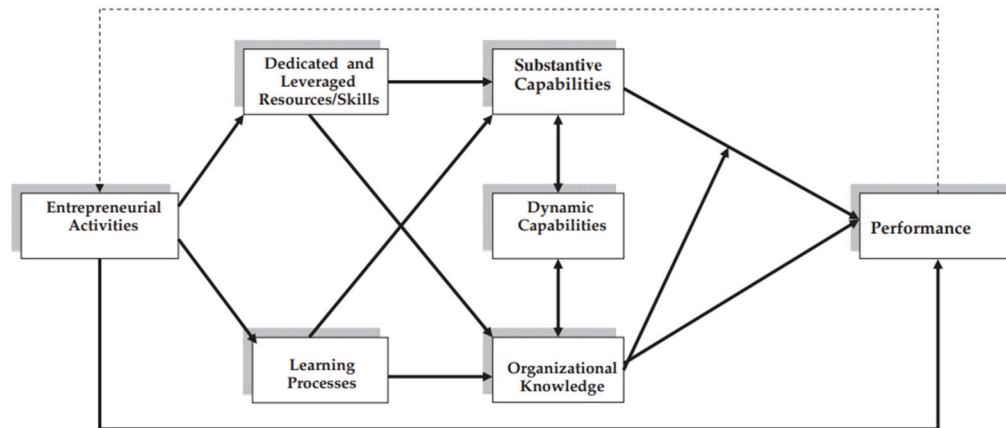 Dedicated and
Leveraged
Resources/Skills
Substantive
Capabilities
Entrepreneurial
Activities
Dynamic
Capabilities
Performance
Learning
Processes
Organizational
Knowledge